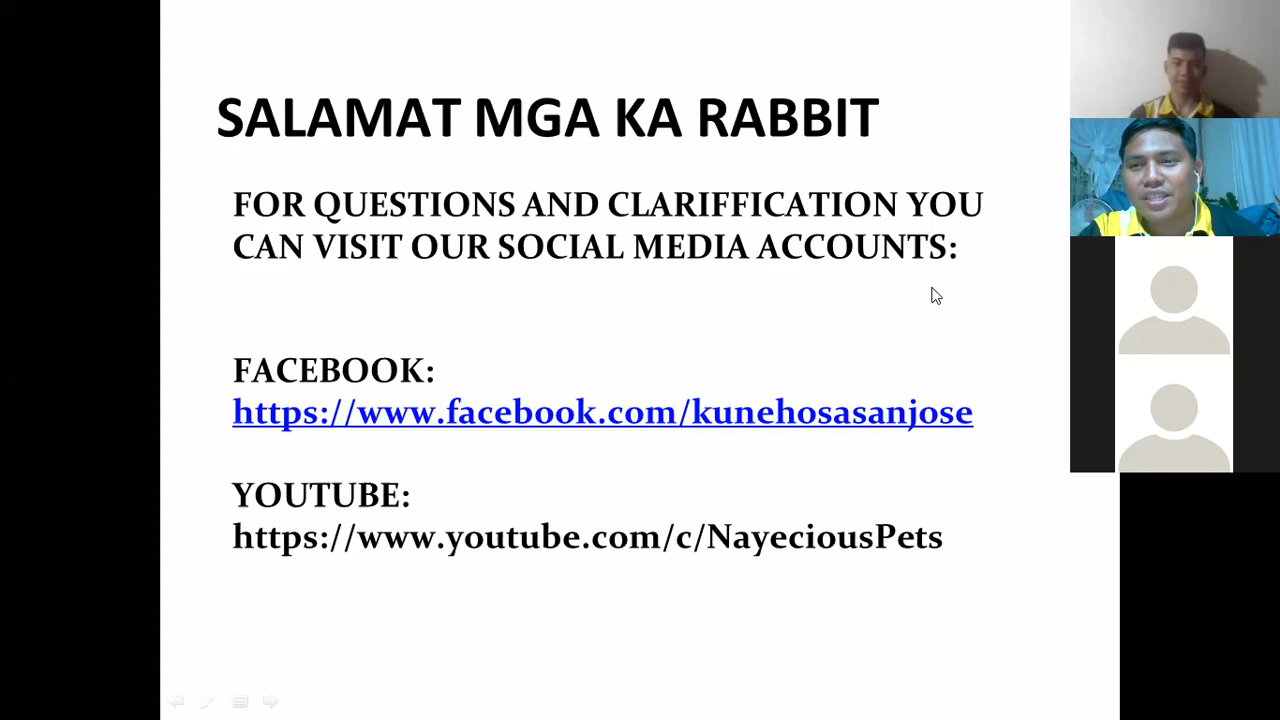 SALAMAT MGA KA RABBIT
FOR QUESTIONS AND CLARIFFICATION YOU
CAN VISIT OUR SOCIAL MEDIA ACCOUNTS:
FACEBOOK:
https://www.facebook.com/kunehosasanjose
YOUTUBE:
https://www.youtube.com/c/NayeciousPets